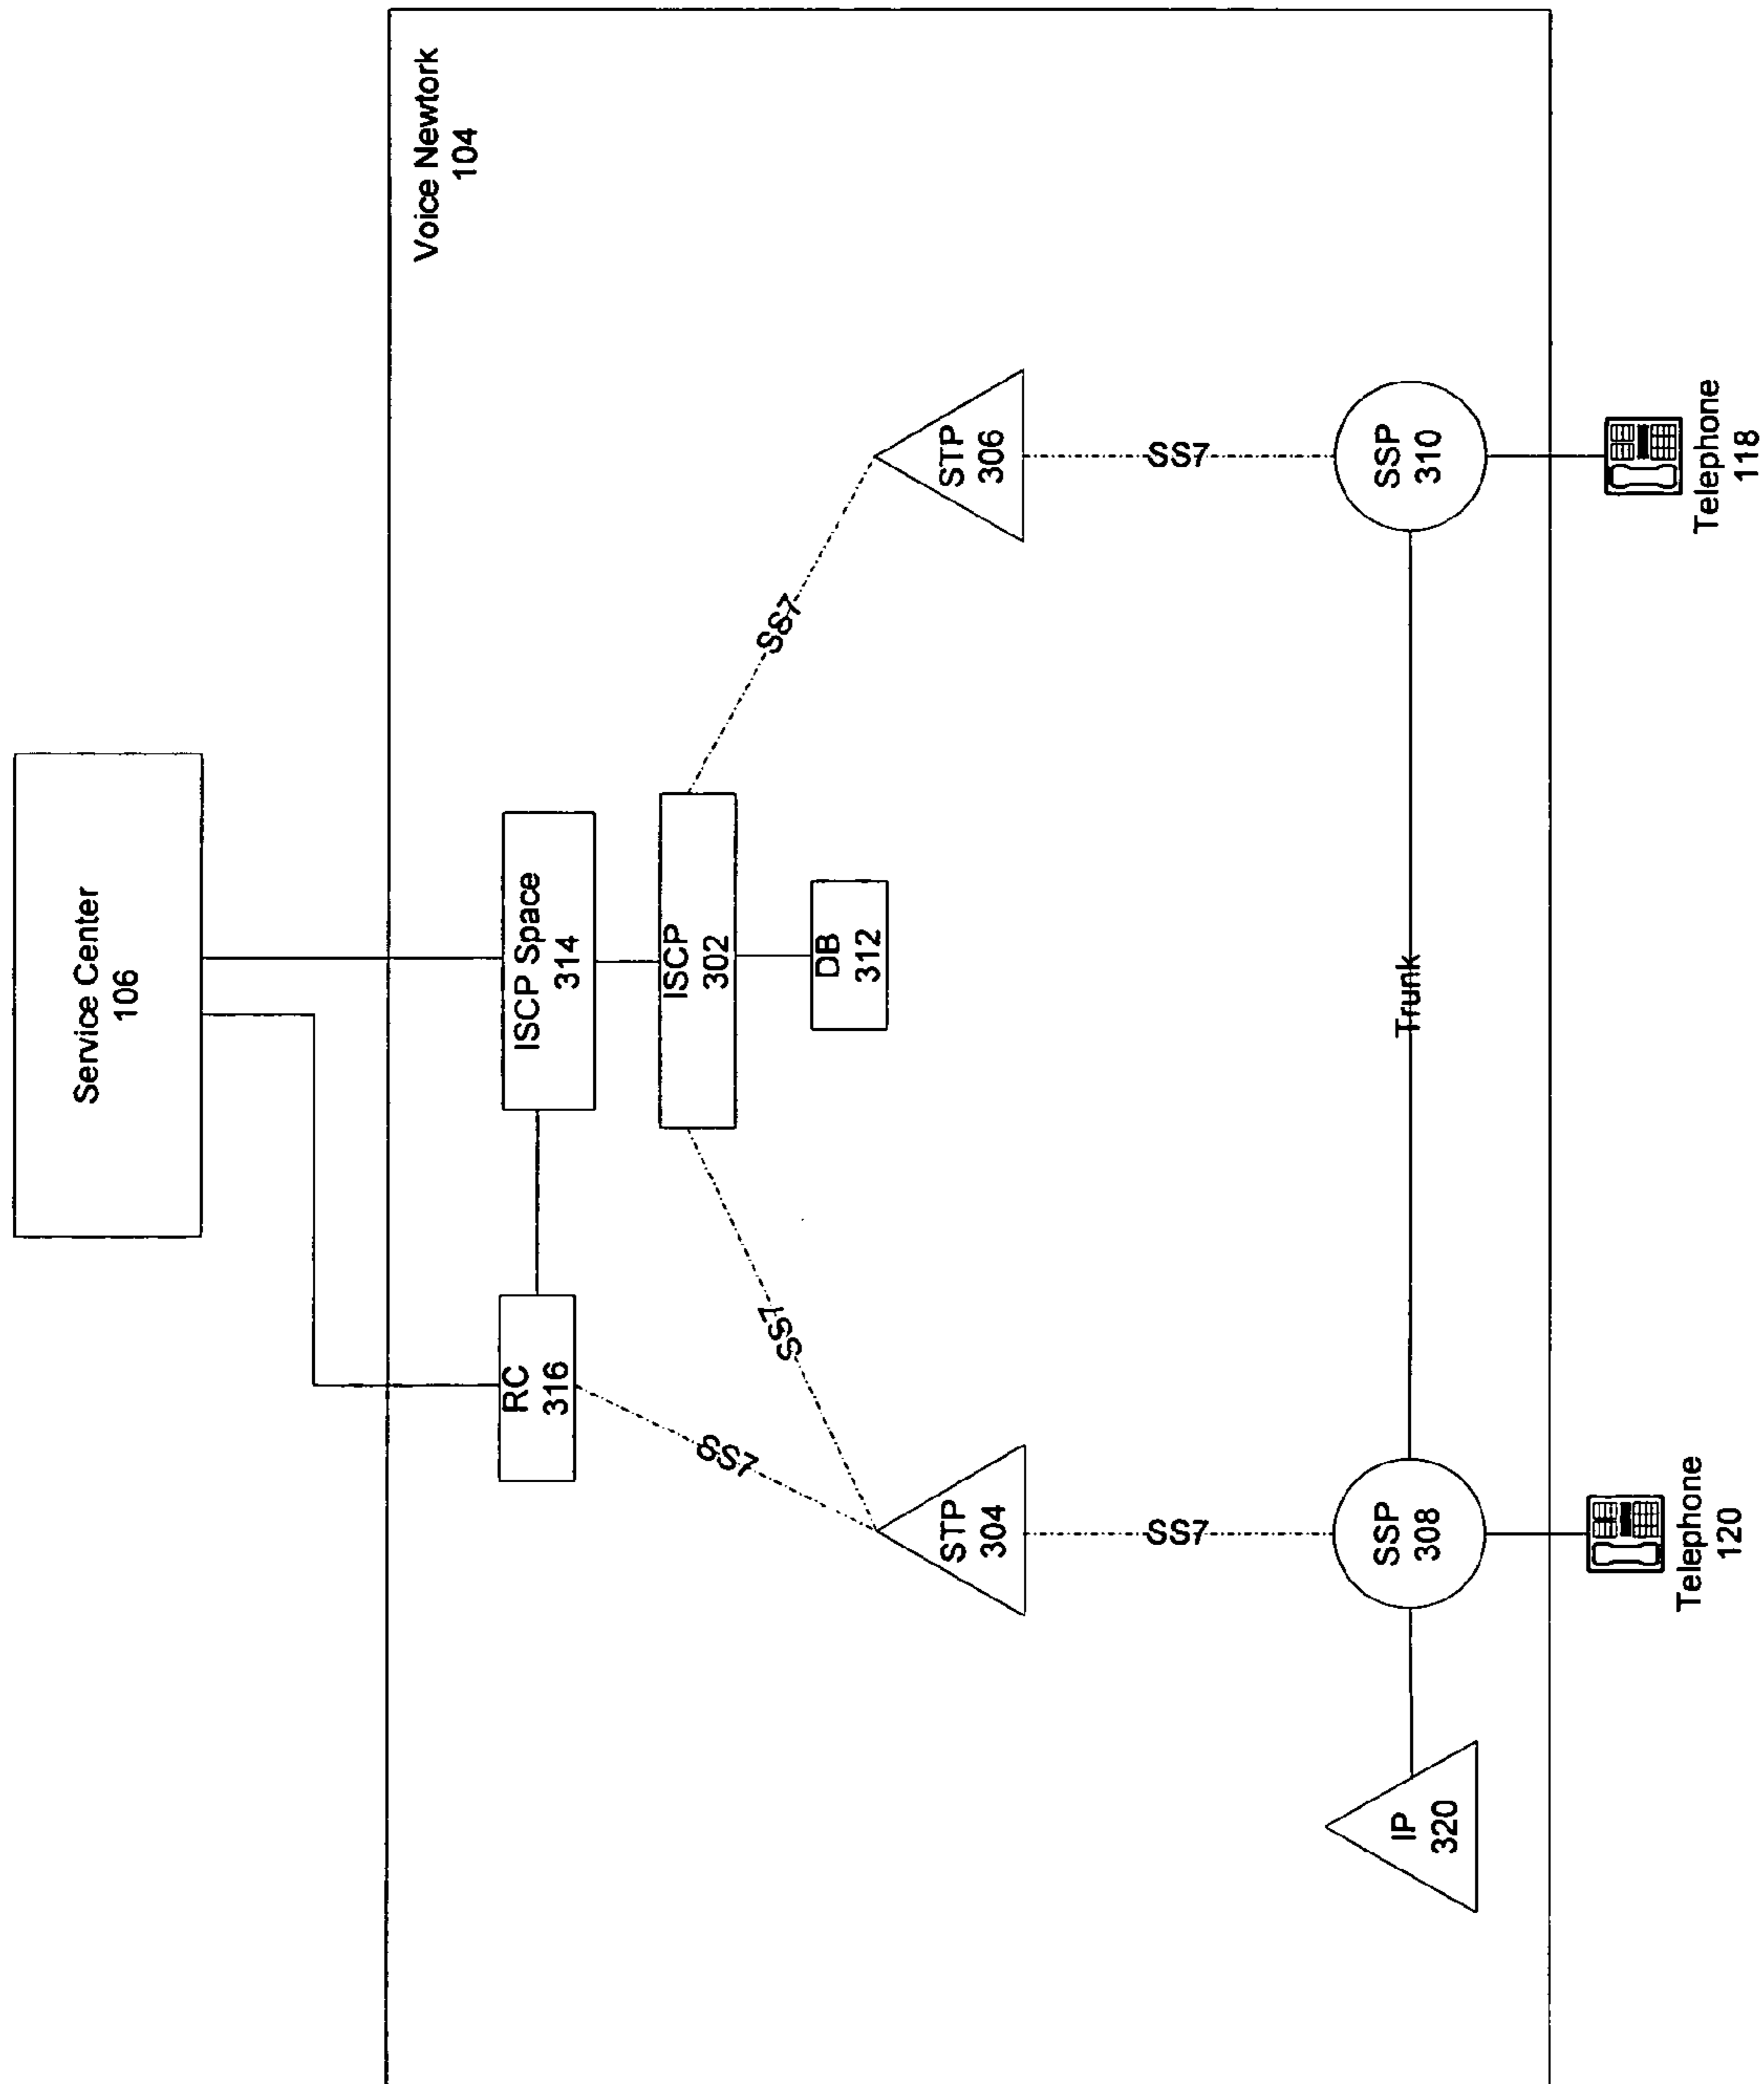 Service Center
106
Voice Newtork
104
RC
316
ISCP Space
314
ISCP
302
DB
312
SS7
SS7
SS7
STP
304
STP
306
SS7
SS7
IP
320
SSP
308
Trunk
SSP
310
Telephone
120
Telephone
118